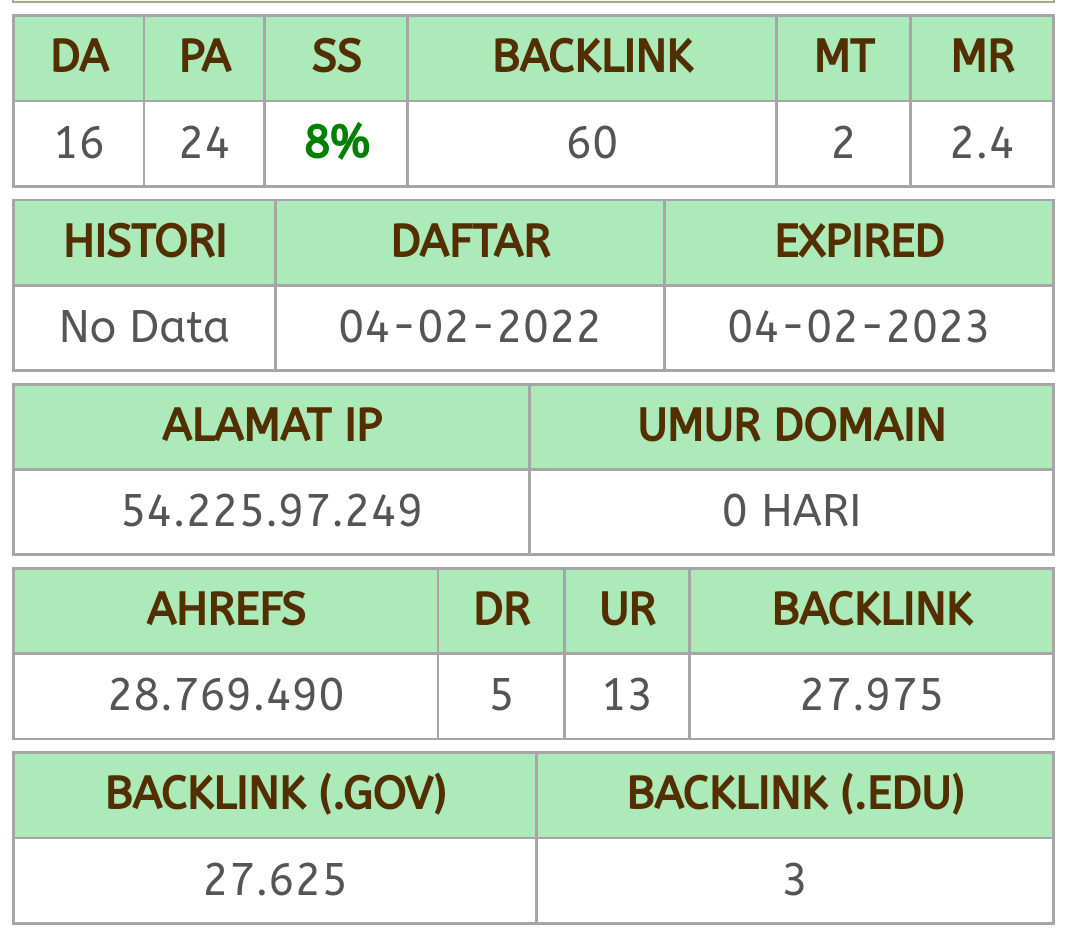 DA PA SS BACKLINK MT MR
16 24 8% 60 2 2.4
HISTORI DAFTAR EXPIRED
No Data 04-02-2022 04-02-2023
ALAMAT IP UMUR DOMAIN
54.225.97.249 0 HARI
AHREFS DR UR BACKLINK
28.769.490 5 13 27.975
BACKLINK (.GOV) BACKLINK (.EDU)
27.625 3